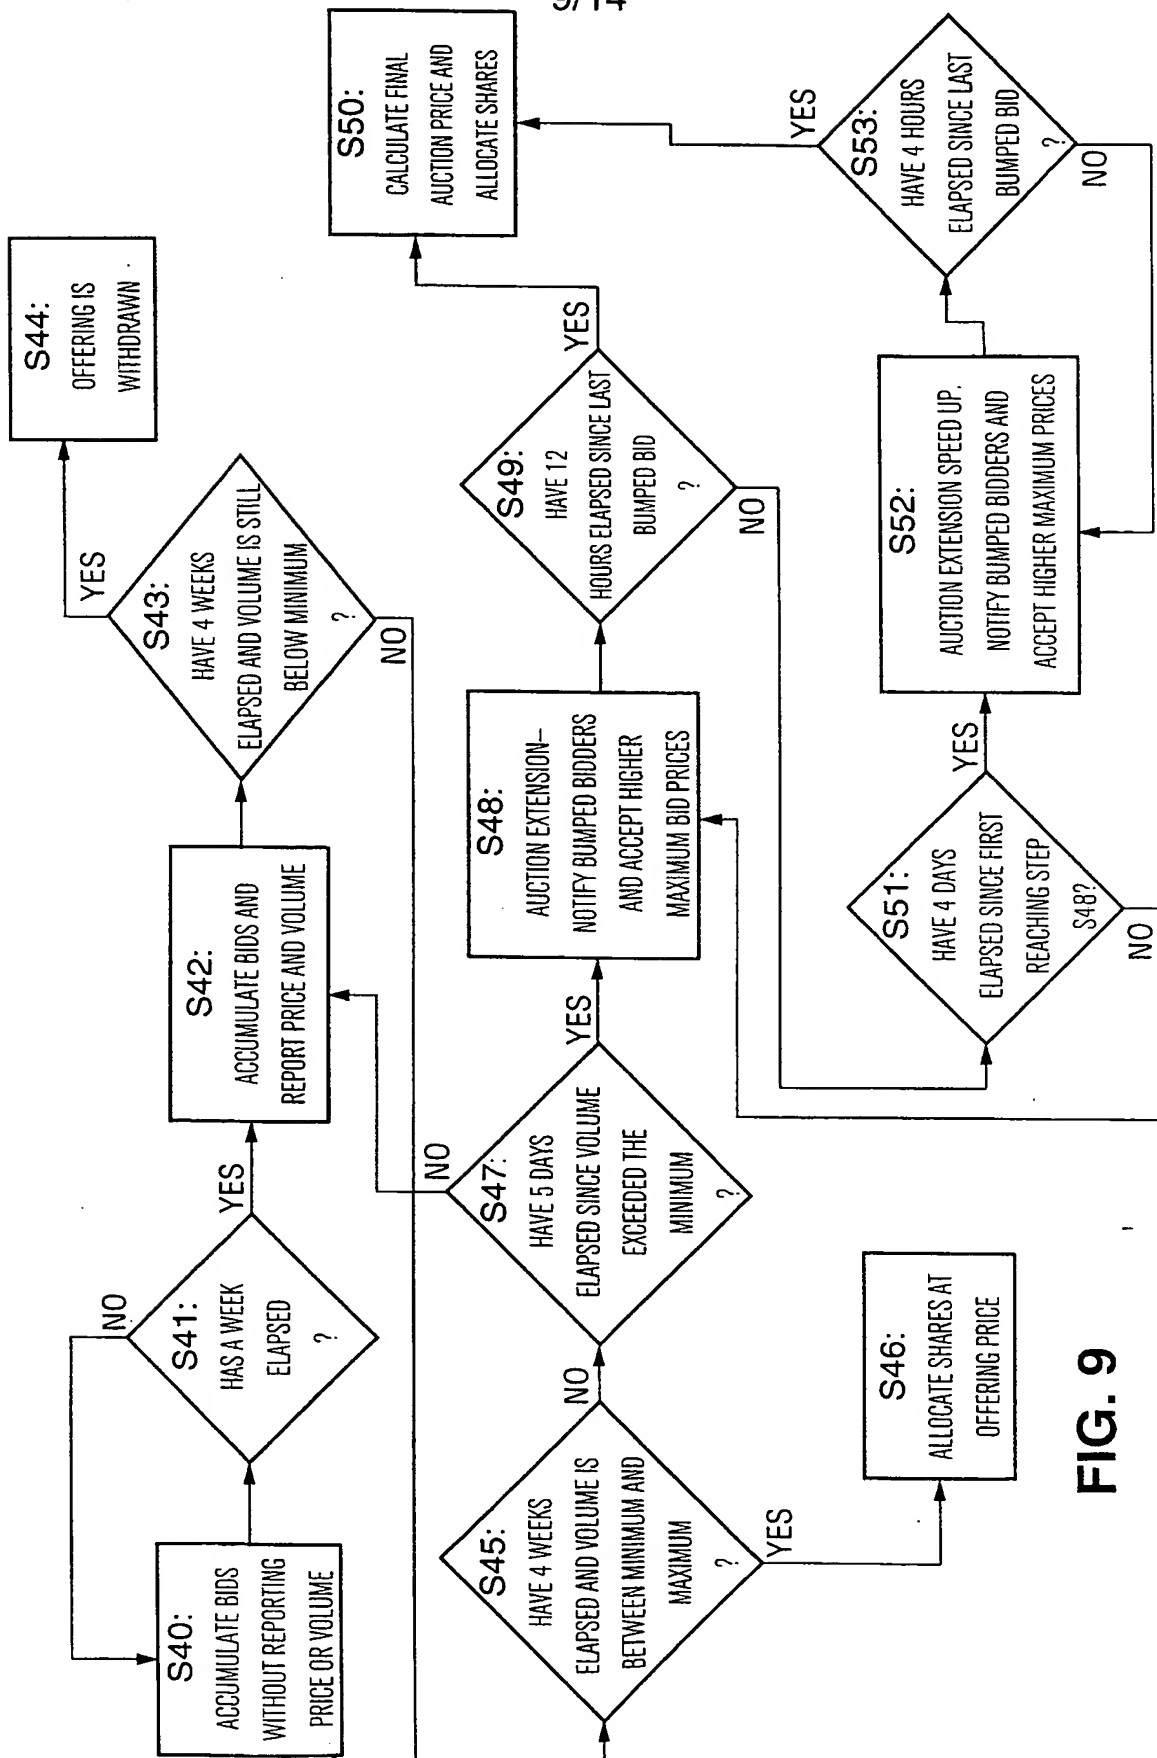 9/14
S40:
ACCUMULATE BIDS
WITHOUT REPORTING
PRICE OR VOLUME
NO
S41:
HAS A WEEK
ELAPSED
?
YES
S42:
ACCUMULATE BIDS AND
REPORT PRICE AND VOLUME
S43:
HAVE 4 WEEKS
ELAPSED AND VOLUME IS STILL
BELOW MINIMUM
?
YES
NO
S44:
OFFERING IS
WITHDRAWN
S45:
HAVE 4 WEEKS
ELAPSED AND VOLUME IS
BETWEEN MINIMUM AND
MAXIMUM
?
NO
YES
S46:
ALLOCATE SHARES AT
OFFERING PRICE
S47:
HAVE 5 DAYS
ELAPSED SINCE VOLUME
EXCEEDED THE
MINIMUM
?
NO
YES
S48:
AUCTION EXTENSION–
NOTIFY BUMPED BIDDERS
AND ACCEPT HIGHER
MAXIMUM BID PRICES
S49:
HAVE 12
HOURS ELAPSED SINCE LAST
BUMPED BID
?
YES
NO
S50:
CALCULATE FINAL
AUCTION PRICE AND
ALLOCATE SHARES
S51:
HAVE 4 DAYS
ELAPSED SINCE FIRST
REACHING STEP
S48?
YES
NO
S52:
AUCTION EXTENSION SPEED UP.
NOTIFY BUMPED BIDDERS AND
ACCEPT HIGHER MAXIMUM PRICES
S53:
HAVE 4 HOURS
ELAPSED SINCE LAST
BUMPED BID
?
YES
NO
FIG. 9